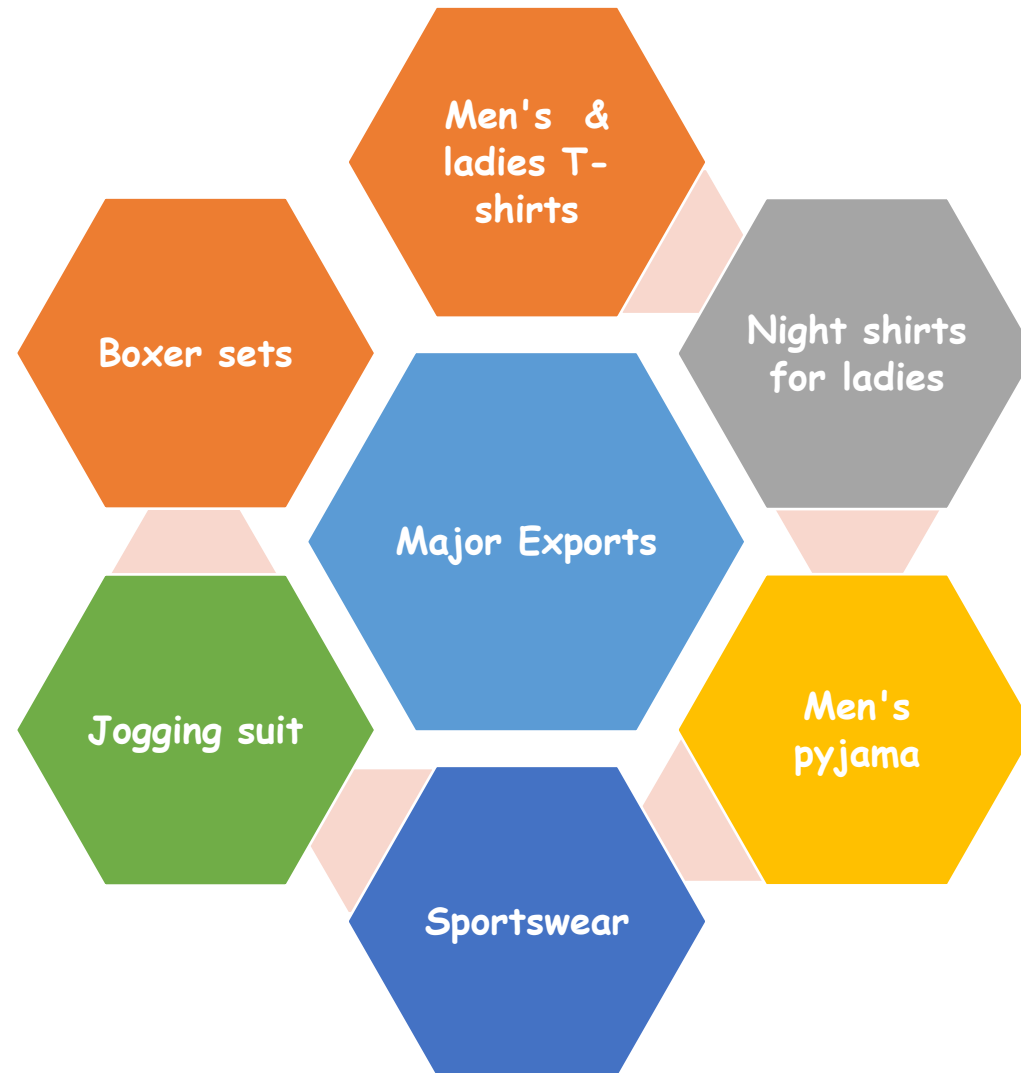 Men's &
ladies T-
shirts
Boxer sets
Night shirts
for ladies
Major Exports
Jogging suit
Men's
pyjama
Sportswear